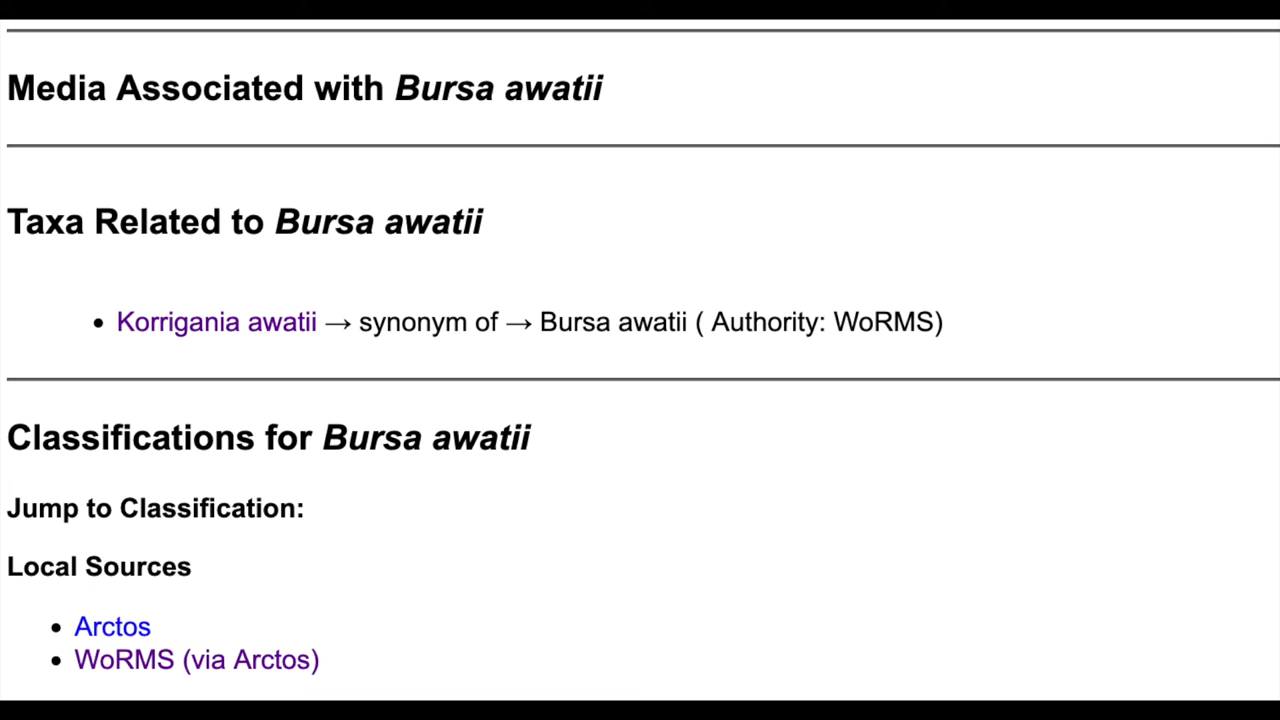 Media Associated with Bursa awatii
Taxa Related to Bursa awatii
• Korrigania awatii → synonym of → Bursa awatii ( Authority: WoRMS)
Classifications for Bursa awatii
Jump to Classification:
Local Sources
• Arctos
• WoRMS (via Arctos)